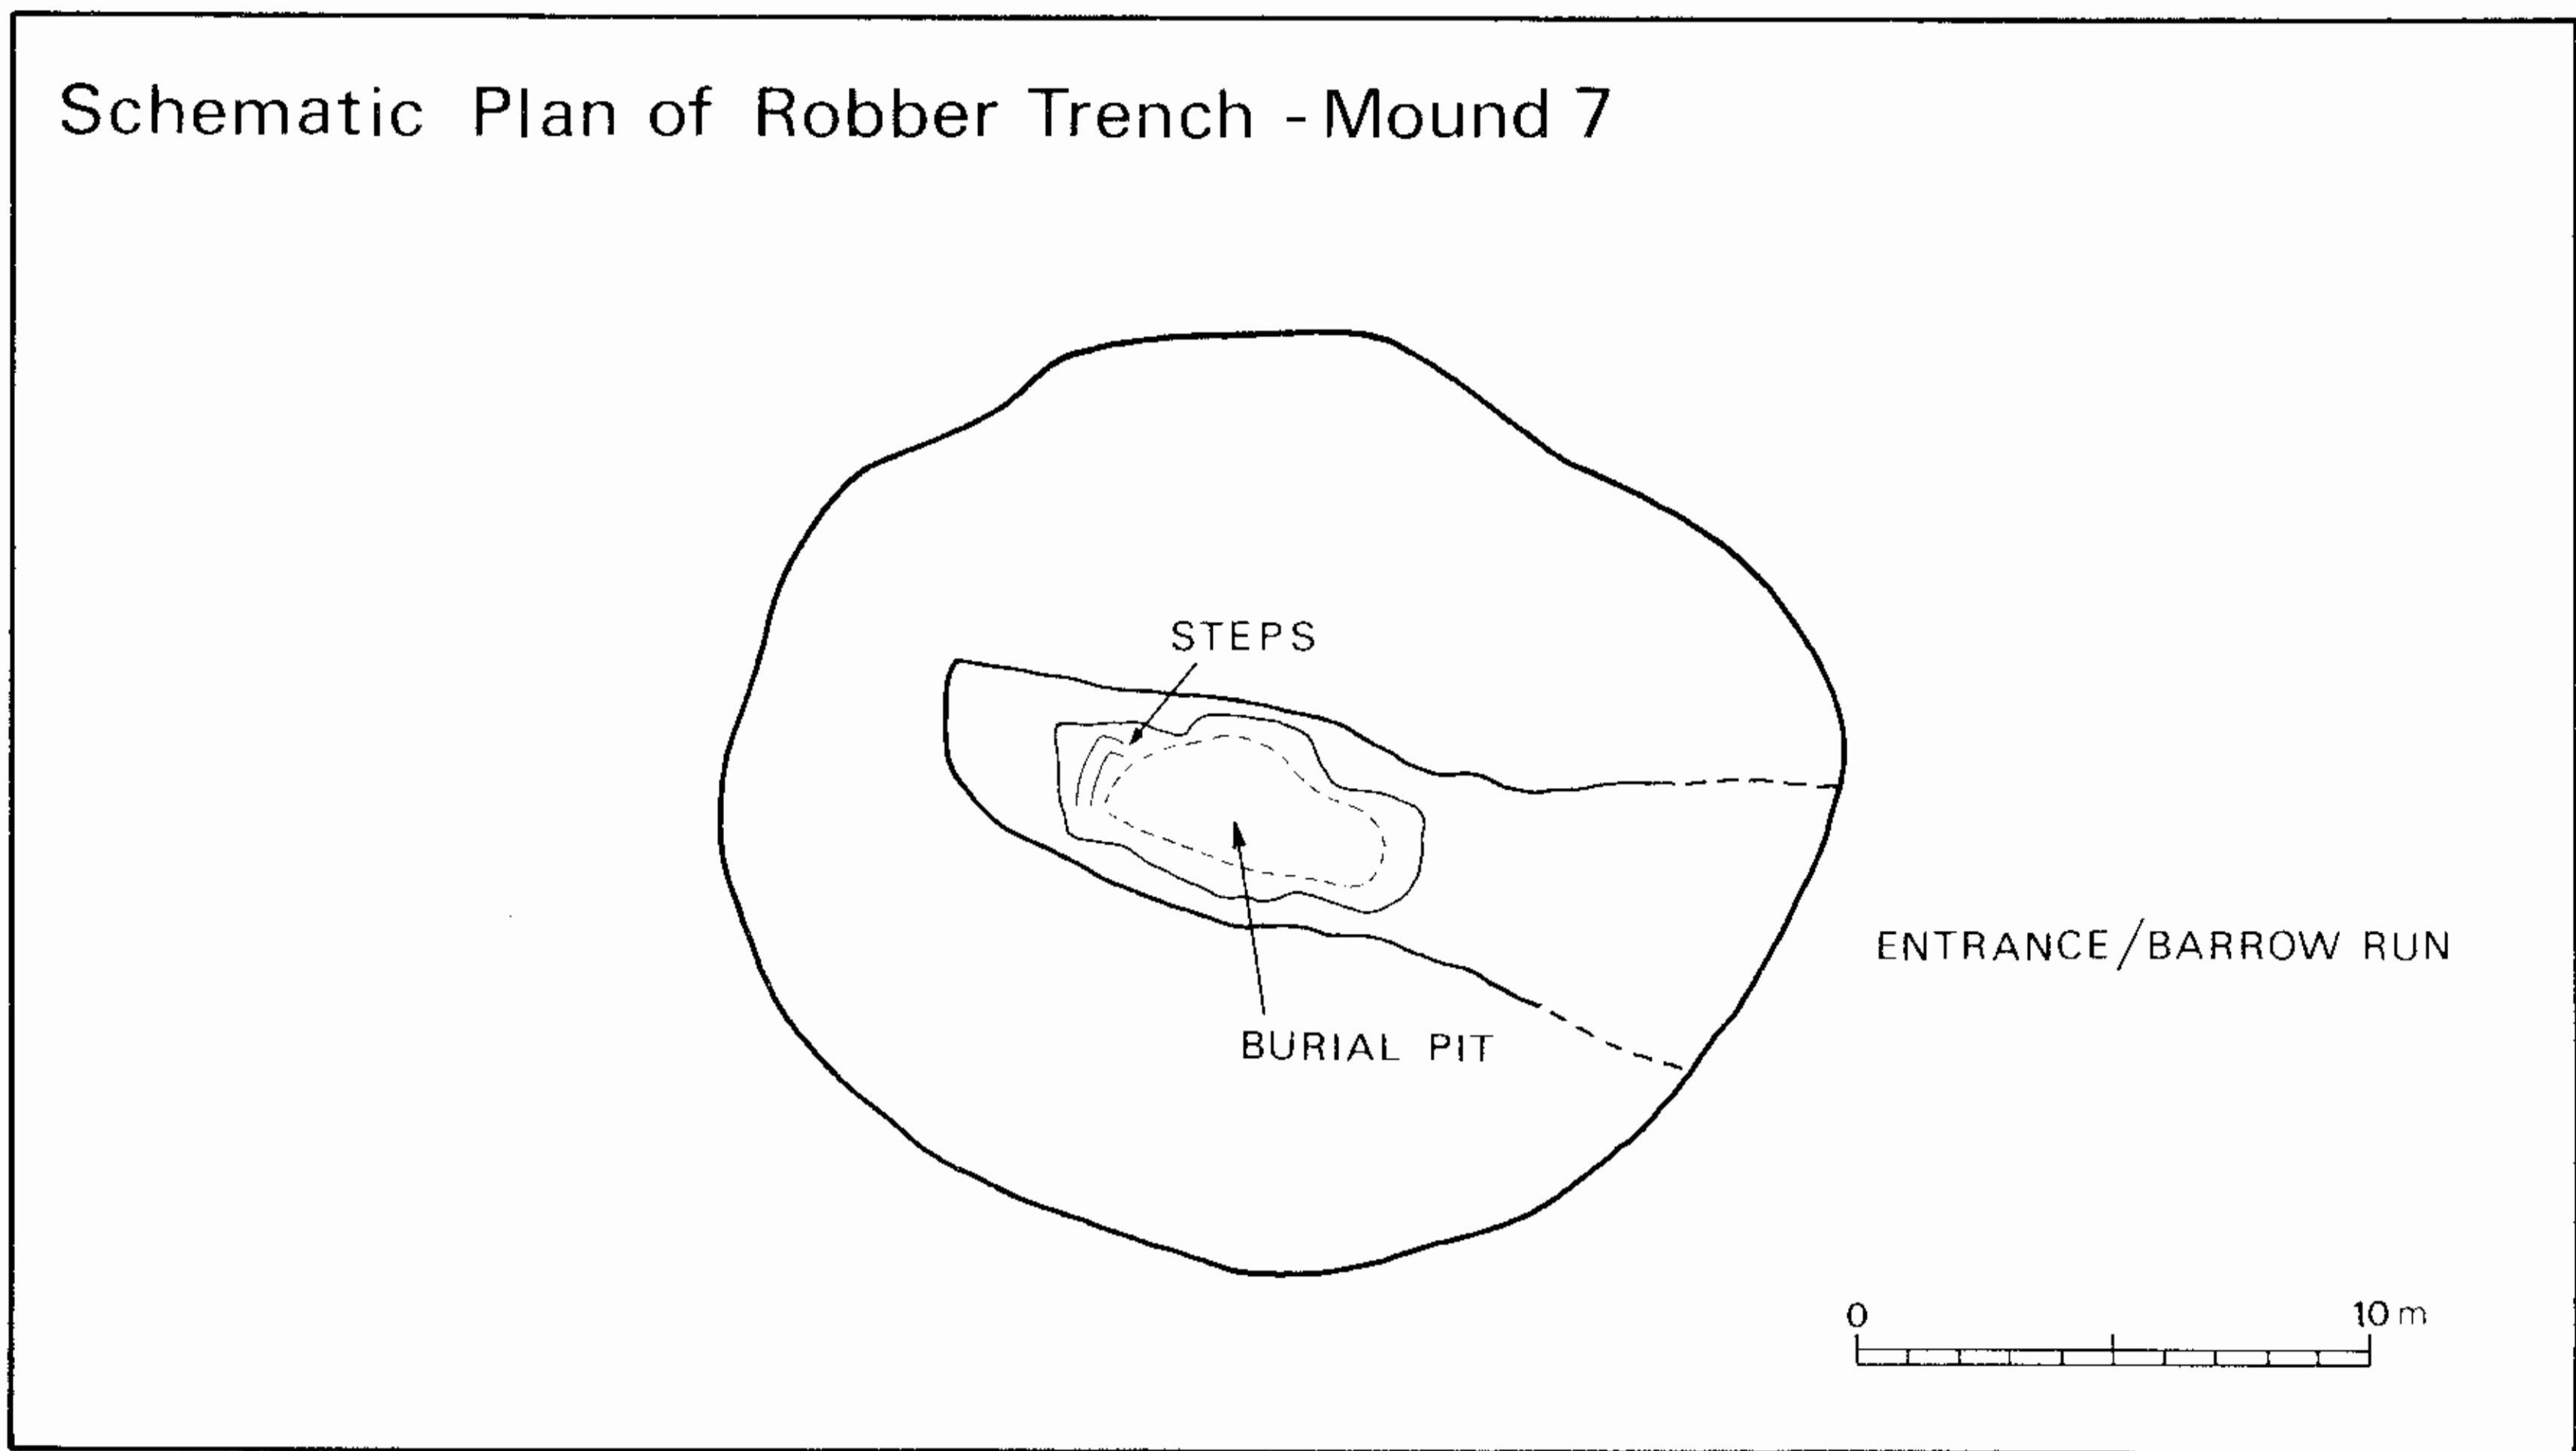 Schematic Plan of Robber Trench - Mound 7
STEPS
ENTRANCE/BARROW RUN
BURIAL PIT
0 10 m